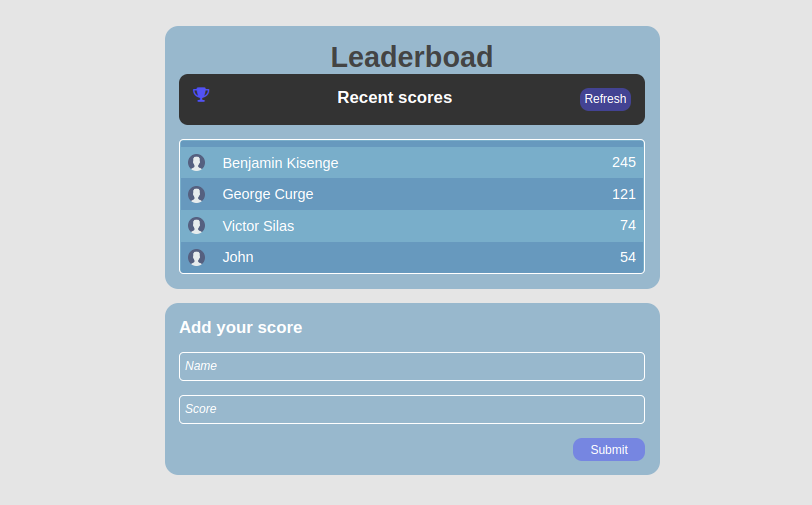 Leaderboad
Recent scores Refresh
Benjamin Kisenge 245
George Curge 121
Victor Silas 74
John 54
Add your score
Name
Score
Submit